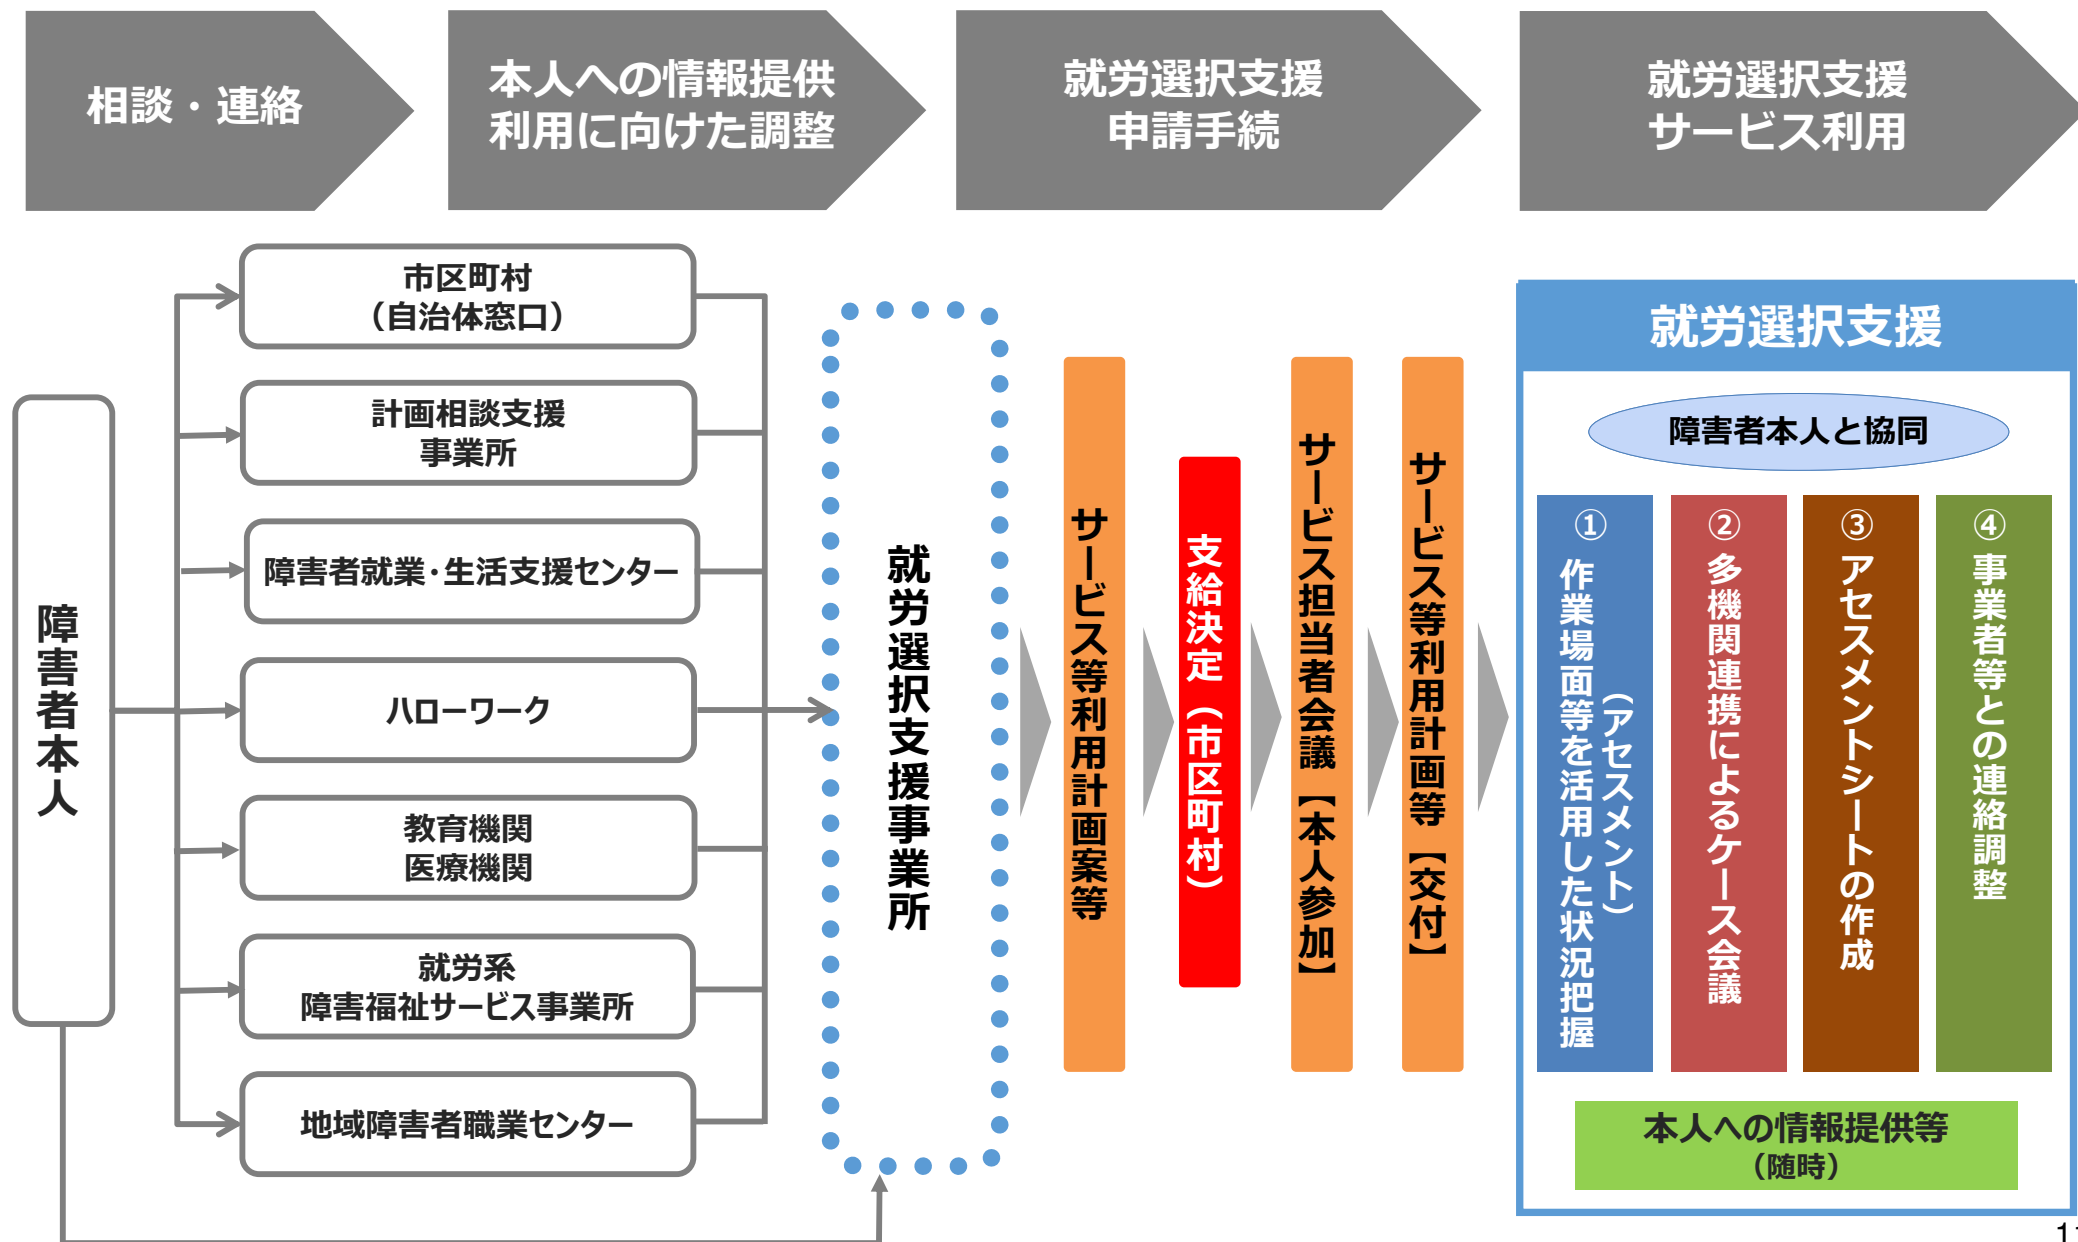 相談・連絡
本人への情報提供
利用に向けた調整
就労選択支援
申請手続
就労選択支援
サービス利用
障害者本人
市区町村
（自治体窓口）
計画相談支援
事業所
障害者就業・生活支援センター
ハローワーク
教育機関
医療機関
就労系
障害福祉サービス事業所
地域障害者職業センター
就労選択支援事業所
サービス等利用計画案等
支給決定（市区町村）
サービス担当者会議【本人参加】
サービス等利用計画等【交付】
就労選択支援
障害者本人と協同
①
作業場面等を活用した状況把握
（アセスメント）
②
多機関連携によるケース会議
③
アセスメントシートの作成
④
事業者等との連絡調整
本人への情報提供等
（随時）